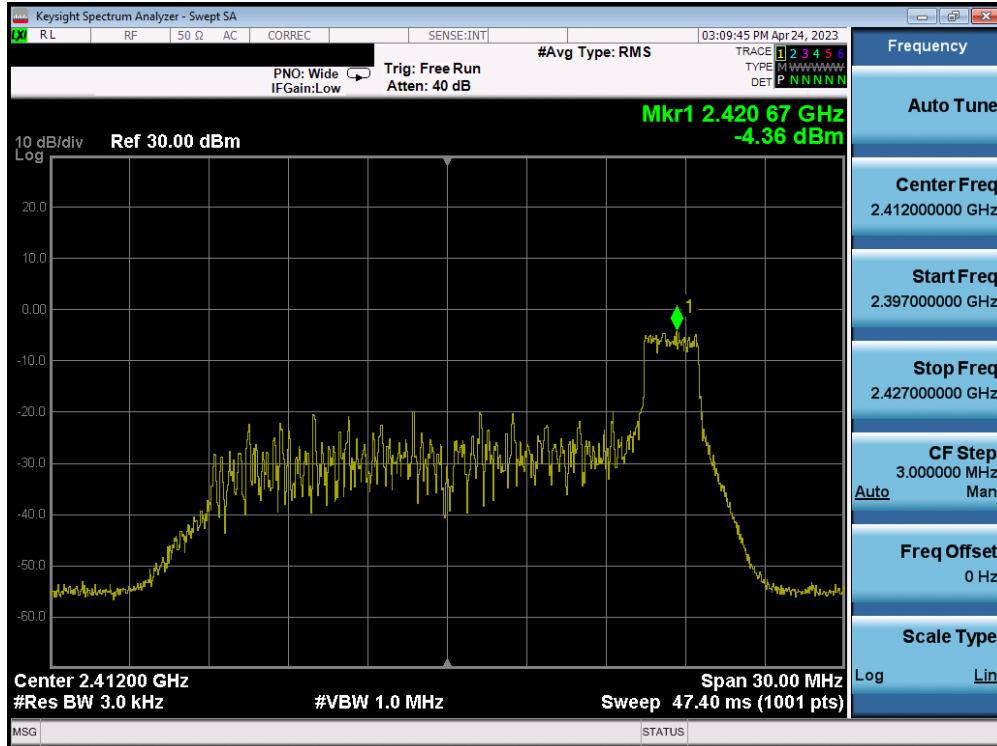 Keysight Spectrum Analyzer - Swept SA
LXI RL RF 50 Ω AC CORREC SENSE:INT 03:09:45 PM Apr 24, 2023
PNO: Wide
IFGain:Low
Trig: Free Run
Atten: 40 dB
#Avg Type: RMS
TRACE 1 2 3 4 5 6
TYPE M W W W W W
DET P N N N N N
Mkr1 2.420 67 GHz
-4.36 dBm
10 dB/div Ref 30.00 dBm
Log
20.0
10.0
0.00
-10.0
-20.0
-30.0
-40.0
-50.0
-60.0
1
Center 2.41200 GHz Span 30.00 MHz
#Res BW 3.0 kHz #VBW 1.0 MHz Sweep 47.40 ms (1001 pts)
MSG STATUS
Frequency
Auto Tune
Center Freq
2.412000000 GHz
Start Freq
2.397000000 GHz
Stop Freq
2.427000000 GHz
CF Step
3.000000 MHz
Auto Man
Freq Offset
0 Hz
Scale Type
Log Lin